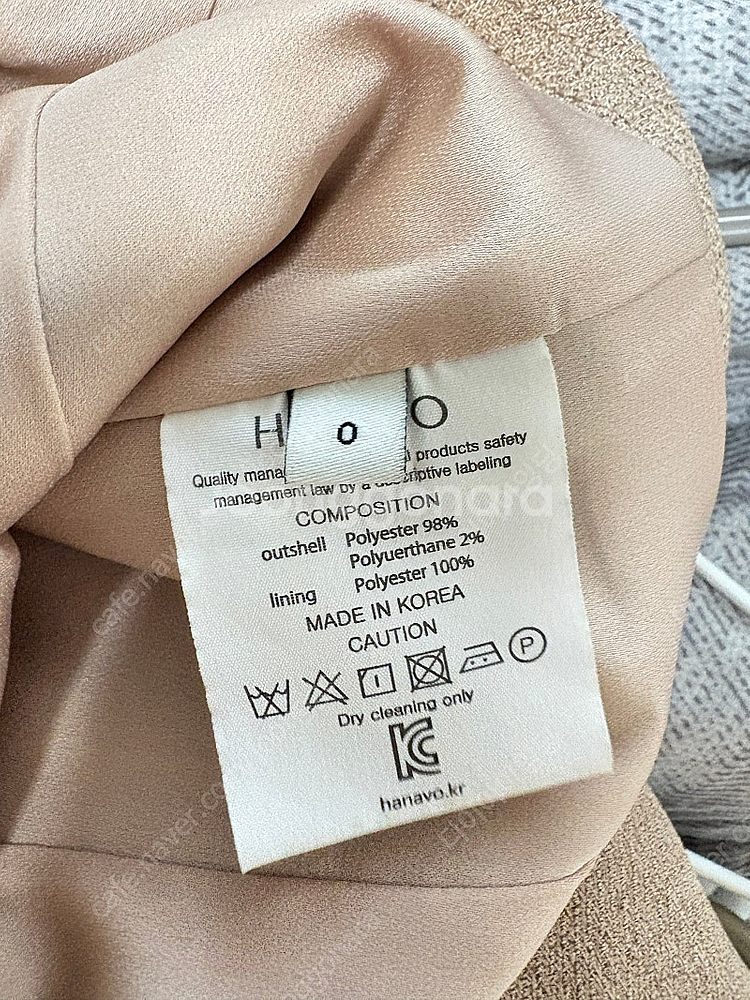 H O
0
Quality mana products safety
management law by a descriptive labeling
COMPOSITION
outshell Polyester 98%
Polyuerthane 2%
lining Polyester 100%
MADE IN KOREA
CAUTION
P
Dry cleaning only
KC
hanavo.kr